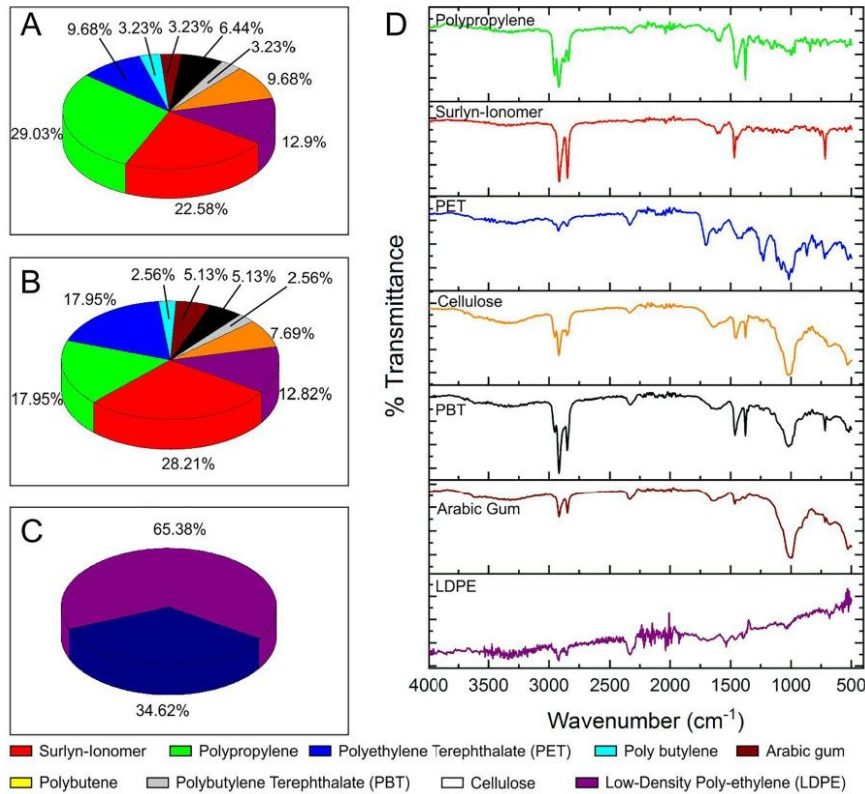 A
9.68% 3.23% 3.23% 6.44%
3.23%
9.68%
29.03%
12.9%
22.58%
B
2.56% 5.13% 5.13% 2.56%
17.95%
7.69%
17.95%
12.82%
28.21%
C
65.38%
34.62%
D
Polypropylene
Surlyn-Ionomer
PET
Cellulose
PBT
Arabic Gum
LDPE
% Transmittance
4000 3500 3000 2500 2000 1500 1000 500
Wavenumber (cm⁻¹)
Surlyn-Ionomer Polypropylene Polyethylene Terephthalate (PET) Poly butylene Arabic gum
Polybutene Polybutylene Terephthalate (PBT) Cellulose Low-Density Poly-ethylene (LDPE)